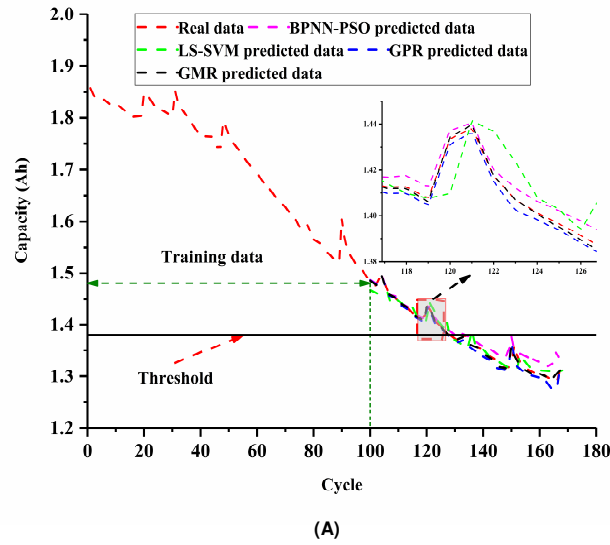 Real data BPNN-PSO predicted data
LS-SVM predicted data GPR predicted data
GMR predicted data
2.0
1.9
1.8
1.7
1.6
1.5
1.4
1.3
1.2
Capacity (Ah)
1.44
1.42
1.40
1.38
118 120 122 124 126
Training data
Threshold
0 20 40 60 80 100 120 140 160 180
Cycle
(A)